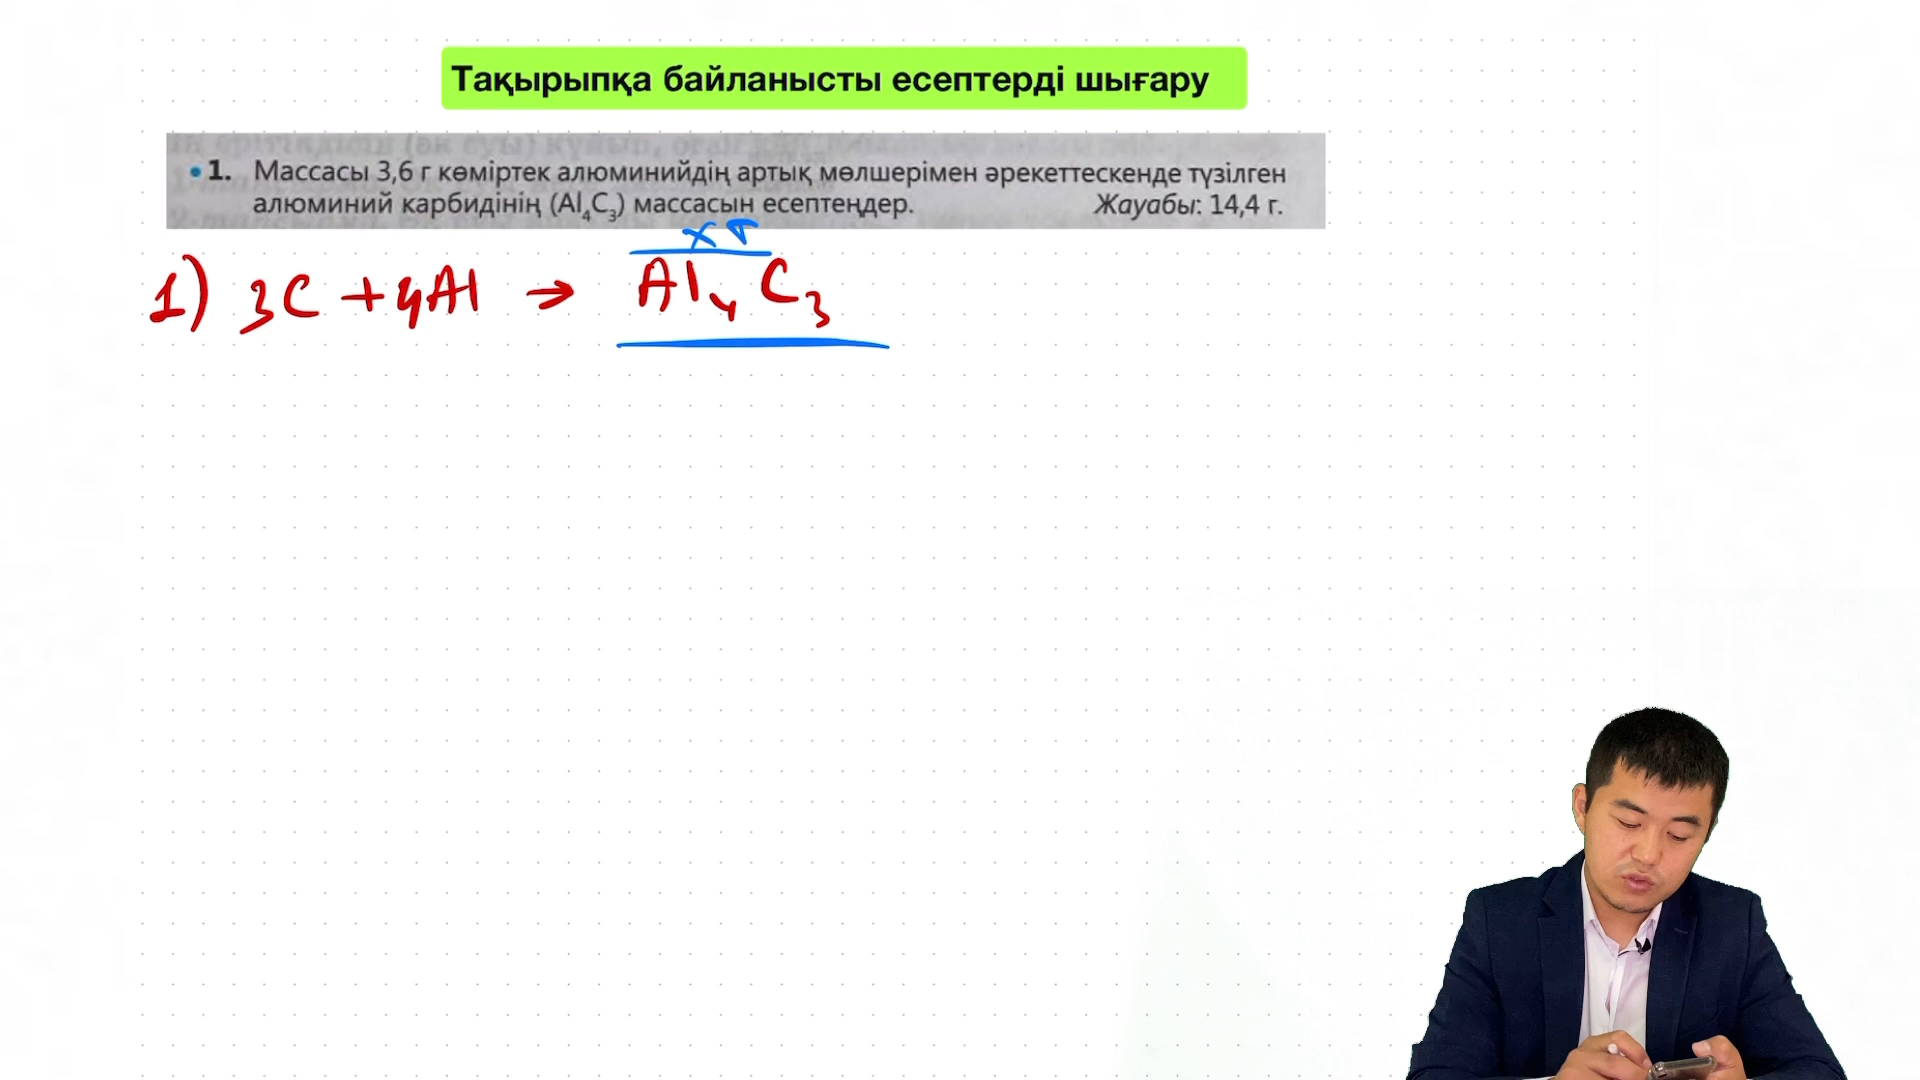 Тақырыпқа байланысты есептерді шығару
• 1. Массасы 3,6 г көміртек алюминийдің артық мөлшерімен әрекеттескенде түзілген
алюминий карбидінің (Al₄C₃) массасын есептеңдер. Жауабы: 14,4 г.
x г
1) 3C + 4Al → Al₄C₃